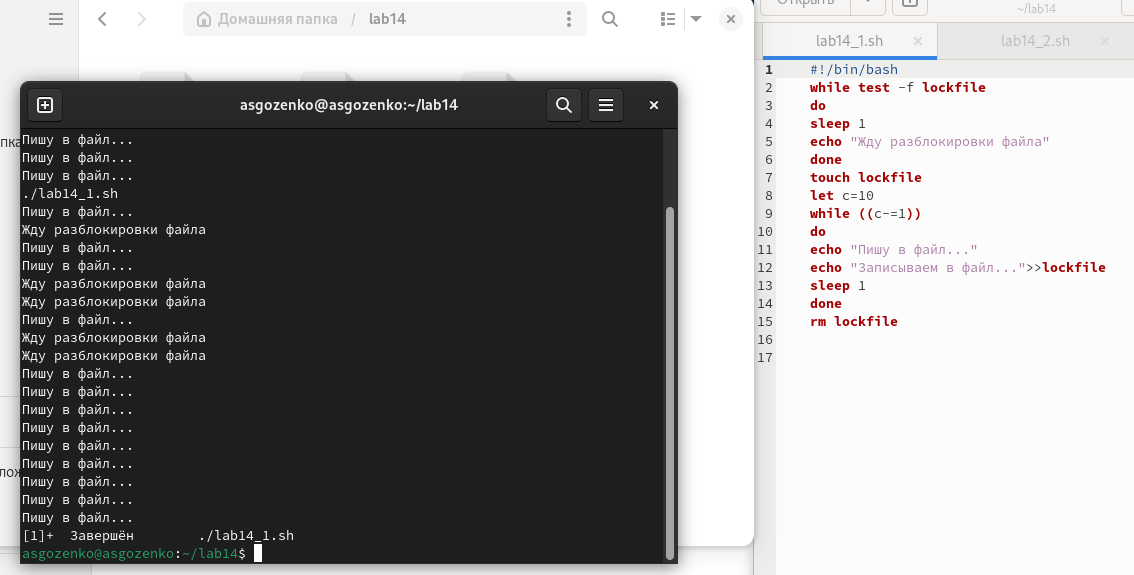 Домашняя папка / lab14
Открыть
~/lab14
lab14_1.sh
lab14_2.sh
asgozenko@asgozenko:~/lab14
Пишу в файл...
Пишу в файл...
Пишу в файл...
./lab14_1.sh
Пишу в файл...
Жду разблокировки файла
Пишу в файл...
Пишу в файл...
Жду разблокировки файла
Жду разблокировки файла
Пишу в файл...
Жду разблокировки файла
Жду разблокировки файла
Пишу в файл...
Пишу в файл...
Пишу в файл...
Пишу в файл...
Пишу в файл...
Пишу в файл...
Пишу в файл...
Пишу в файл...
Пишу в файл...
[1]+  Завершён        ./lab14_1.sh
asgozenko@asgozenko:~/lab14$
1 #!/bin/bash
2 while test -f lockfile
3 do
4 sleep 1
5 echo "Жду разблокировки файла"
6 done
7 touch lockfile
8 let c=10
9 while ((c-=1))
10 do
11 echo "Пишу в файл..."
12 echo "Записываем в файл...">>lockfile
13 sleep 1
14 done
15 rm lockfile
16
17